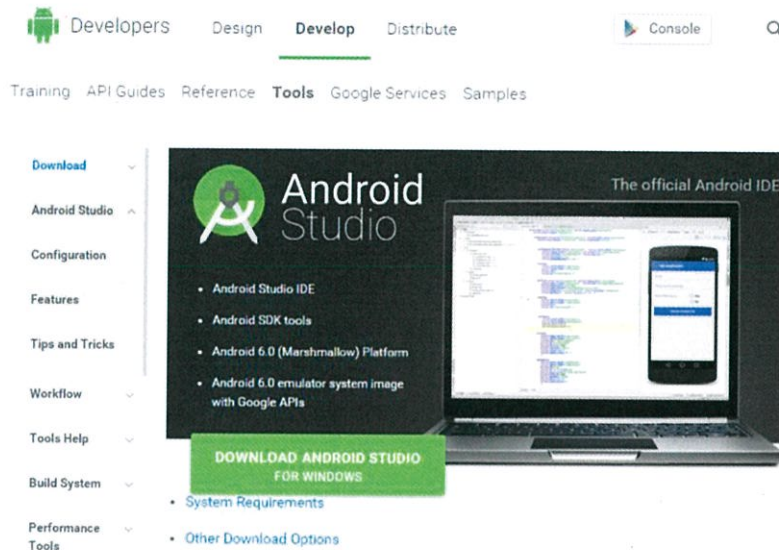 Developers Design Develop Distribute Console
Training API Guides Reference Tools Google Services Samples
Download
Android Studio
Configuration
Features
Tips and Tricks
Workflow
Tools Help
Build System
Performance
Tools
Android
Studio
The official Android IDE
• Android Studio IDE
• Android SDK tools
• Android 6.0 (Marshmallow) Platform
• Android 6.0 emulator system image
with Google APIs
DOWNLOAD ANDROID STUDIO
FOR WINDOWS
• System Requirements
• Other Download Options